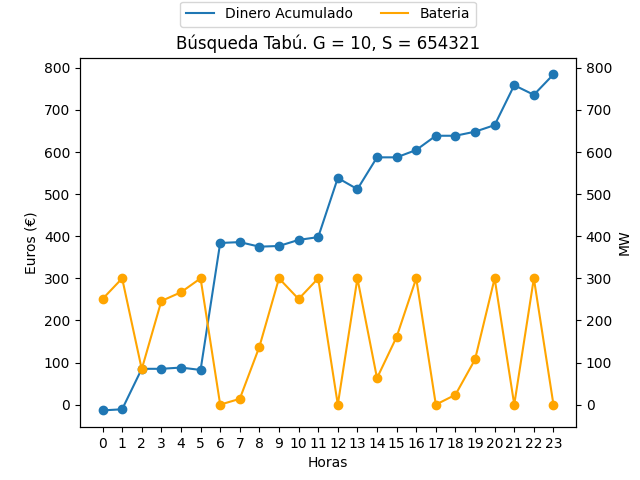 Dinero Acumulado Bateria
Búsqueda Tabú. G = 10, S = 654321
800 800
700 700
600 600
500 500
400 400
300 300
200 200
100 100
0 0
Euros (€)
MW
0 1 2 3 4 5 6 7 8 9 10 11 12 13 14 15 16 17 18 19 20 21 22 23
Horas